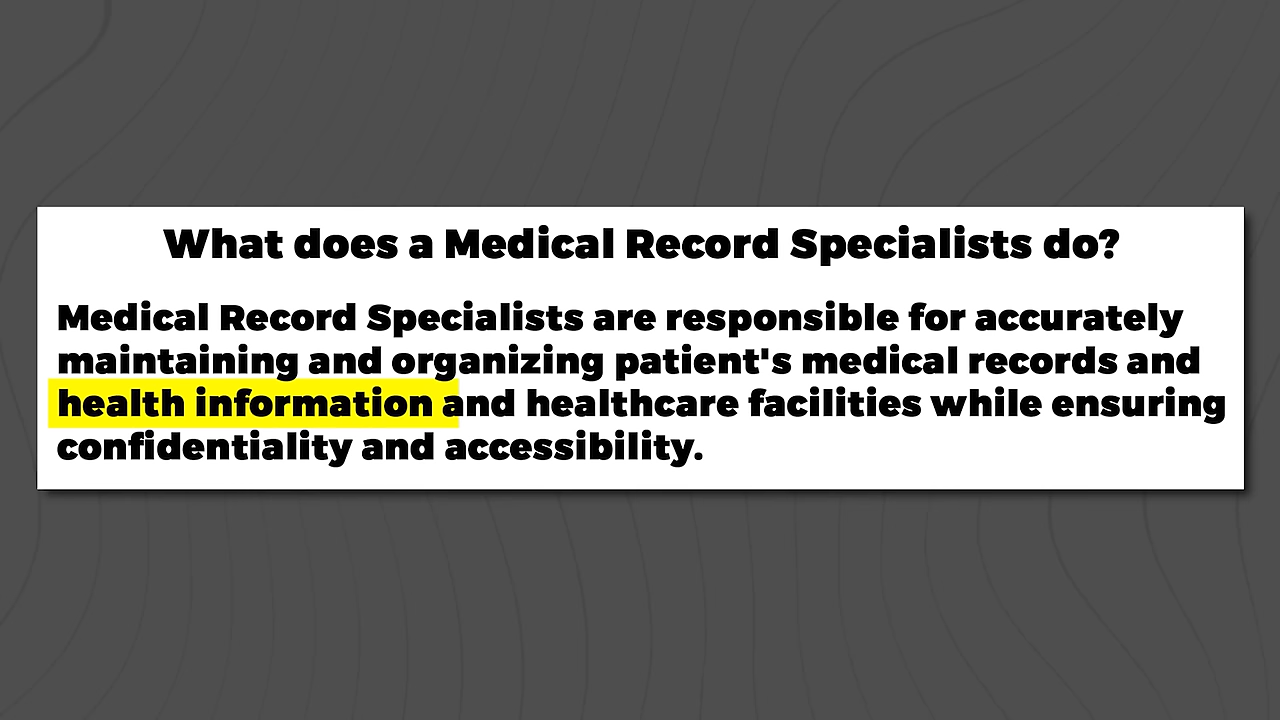 What does a Medical Record Specialists do?
Medical Record Specialists are responsible for accurately
maintaining and organizing patient's medical records and
health information and healthcare facilities while ensuring
confidentiality and accessibility.